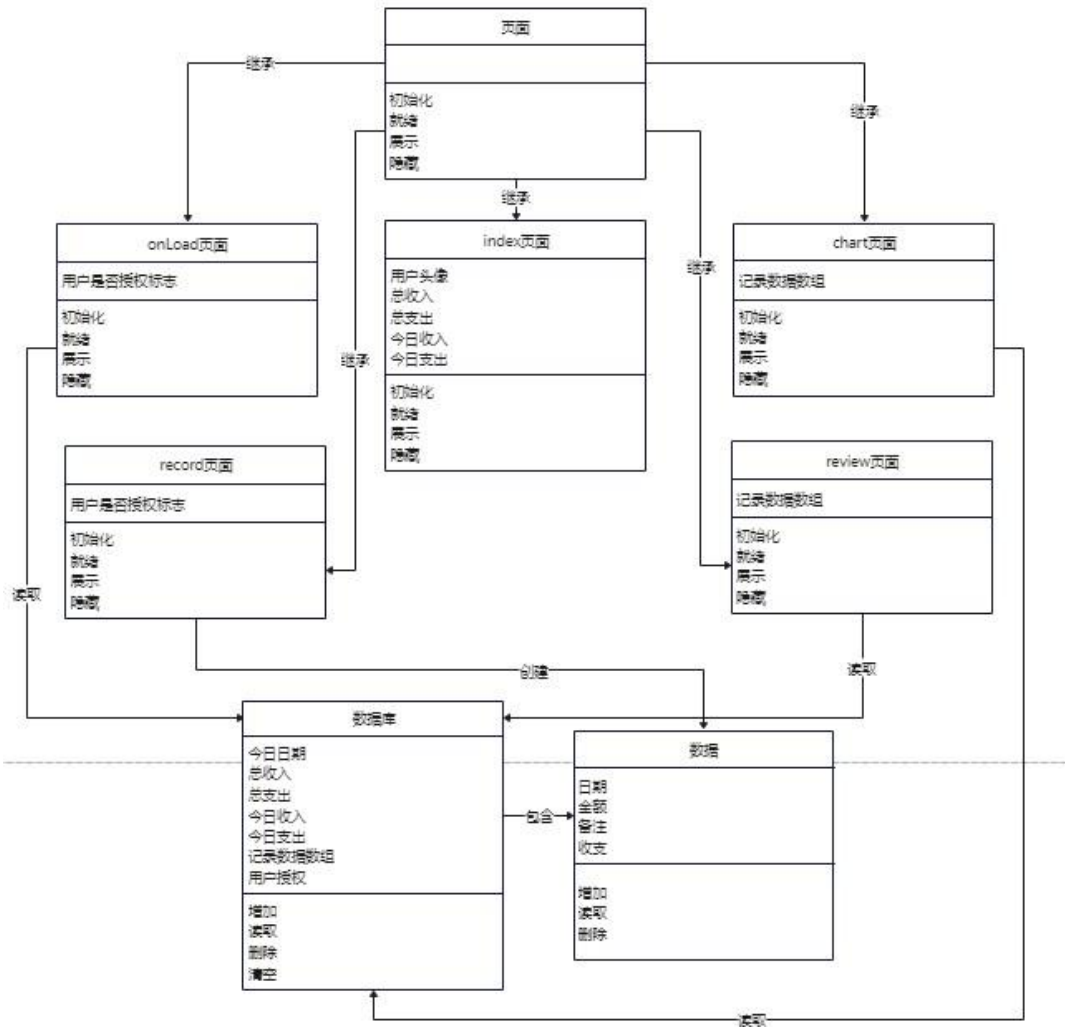 页面
初始化
就绪
展示
隐藏
继承
继承
继承
继承
继承
onLoad页面
用户是否授权标志
初始化
就绪
展示
隐藏
index页面
用户头像
总收入
总支出
今日收入
今日支出
初始化
就绪
展示
隐藏
chart页面
记录数据数组
初始化
就绪
展示
隐藏
record页面
用户是否授权标志
初始化
就绪
展示
隐藏
review页面
记录数据数组
初始化
就绪
展示
隐藏
读取
创建
读取
数据库
今日日期
总收入
总支出
今日收入
今日支出
记录数据数组
用户授权
增加
读取
删除
清空
包含
数据
日期
金额
备注
收支
增加
读取
删除
读取